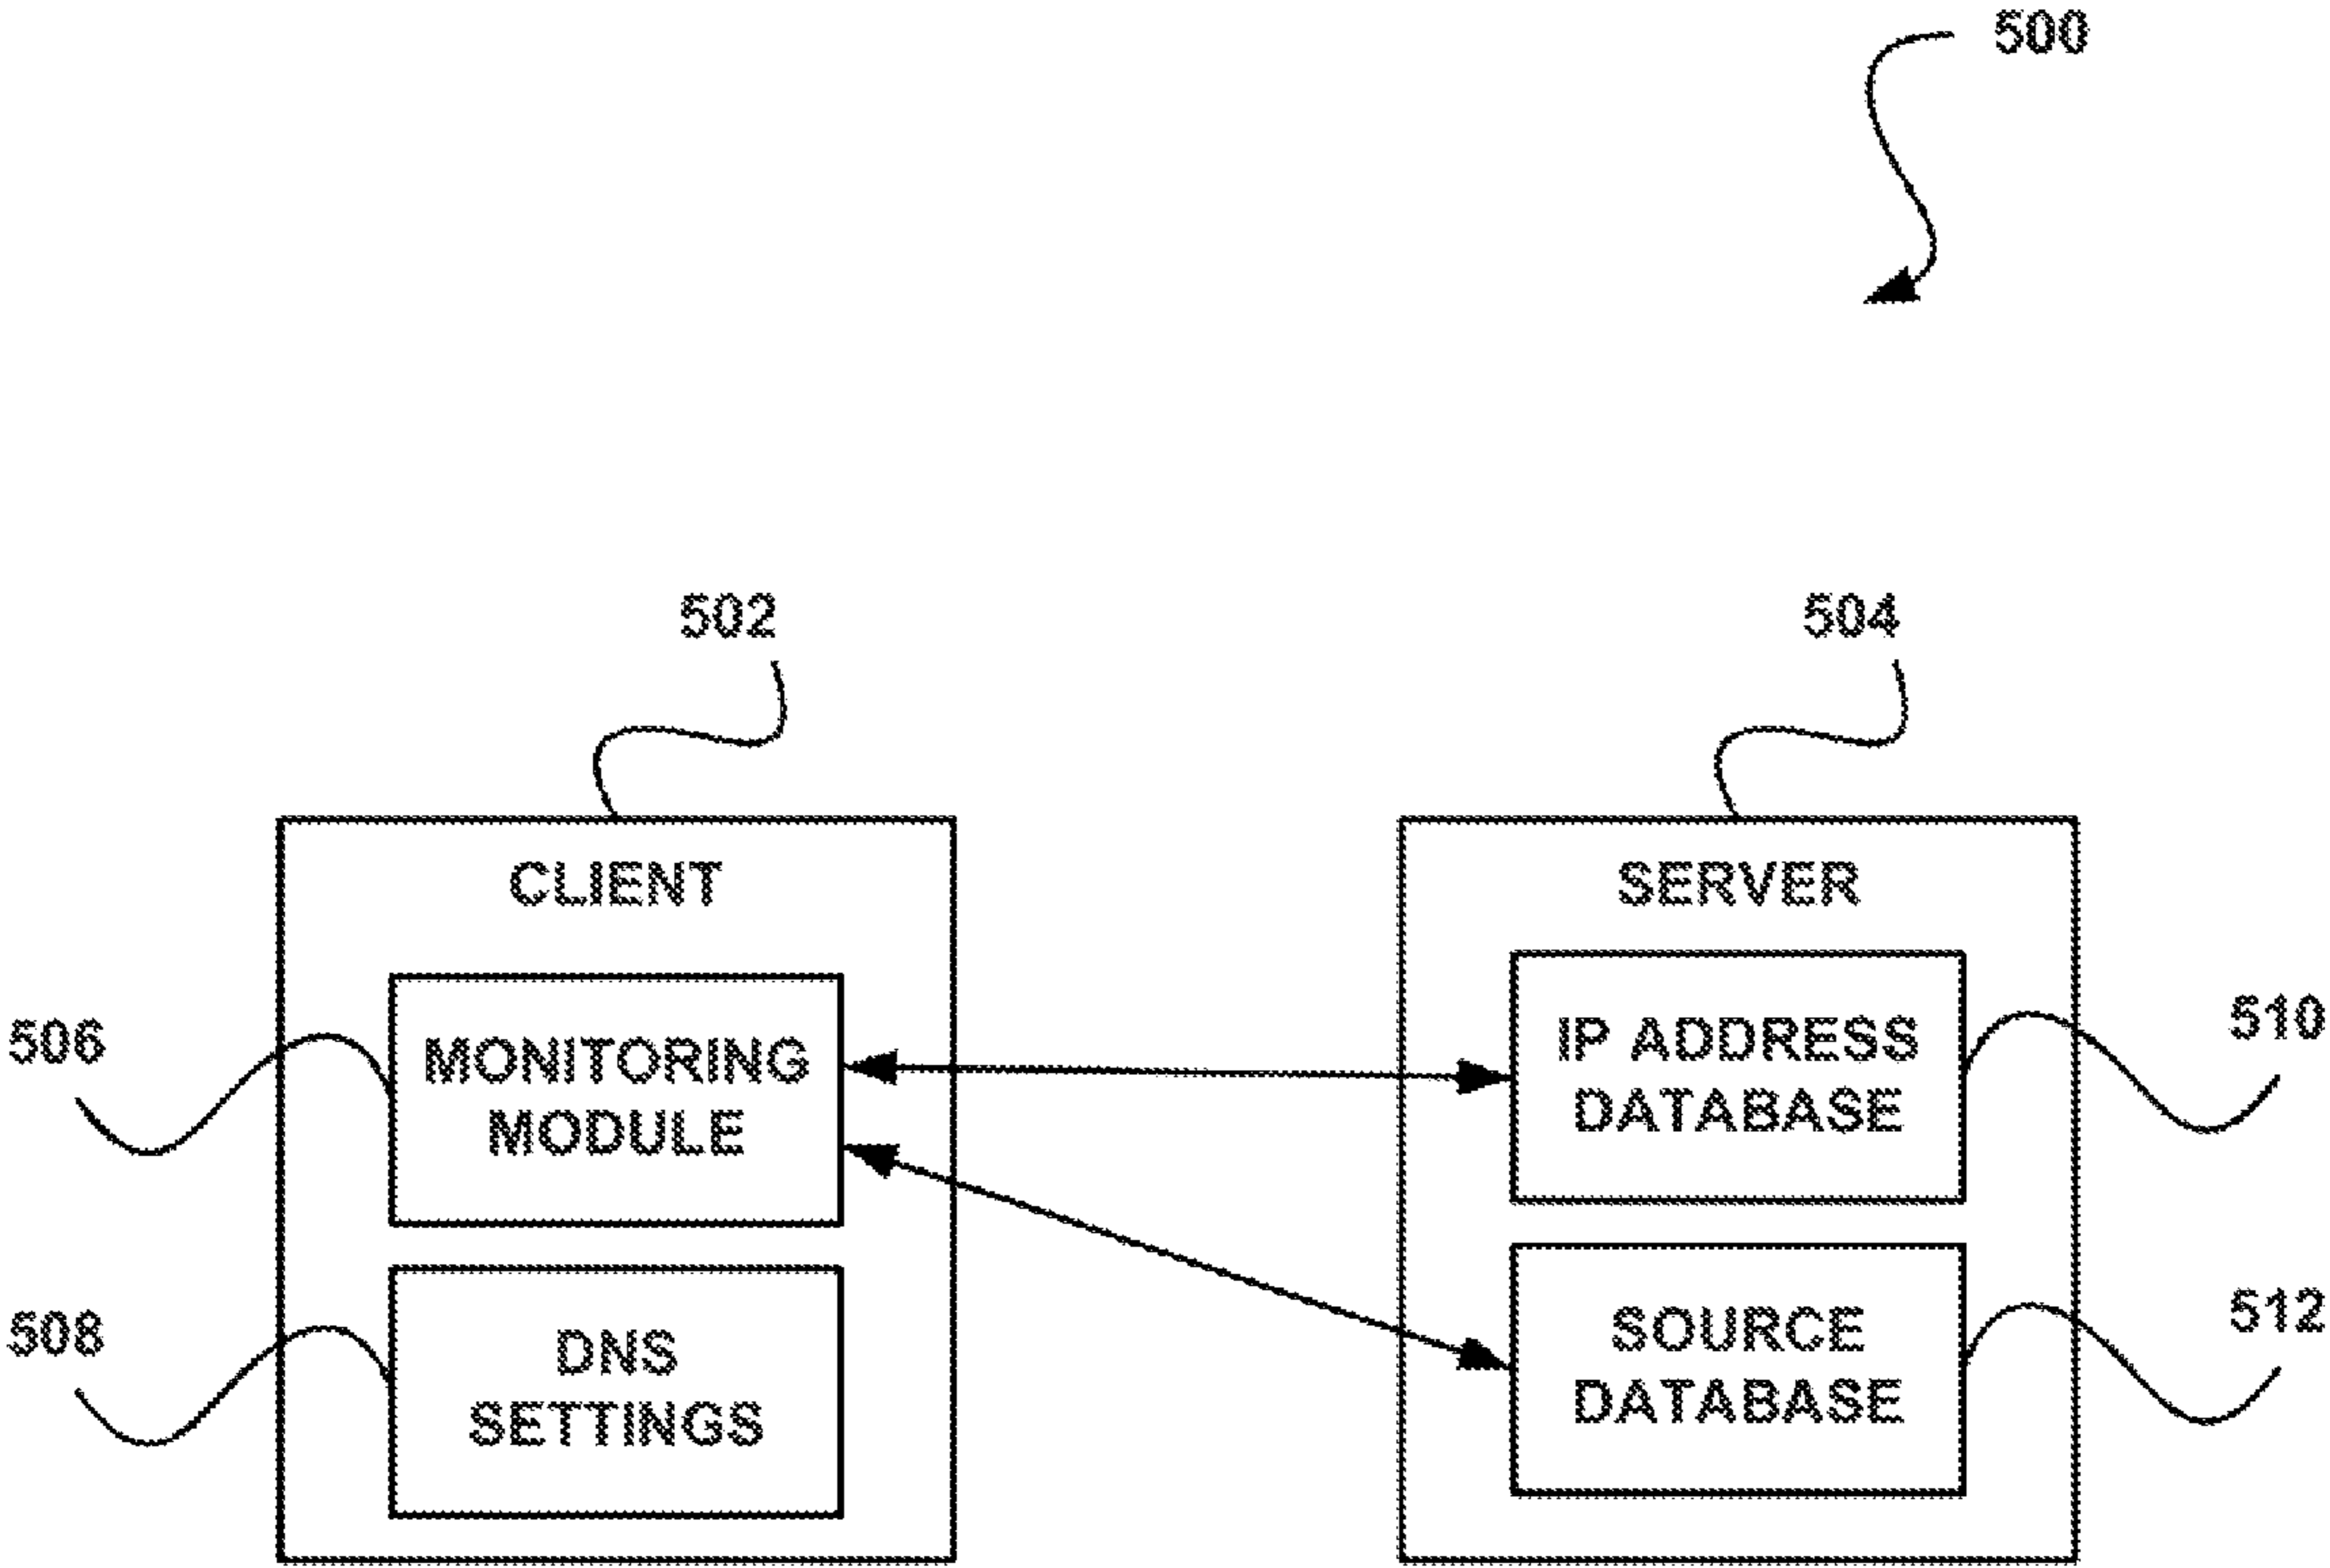 500
502
504
CLIENT
SERVER
506
MONITORING
MODULE
IP ADDRESS
DATABASE
510
508
DNS
SETTINGS
SOURCE
DATABASE
512